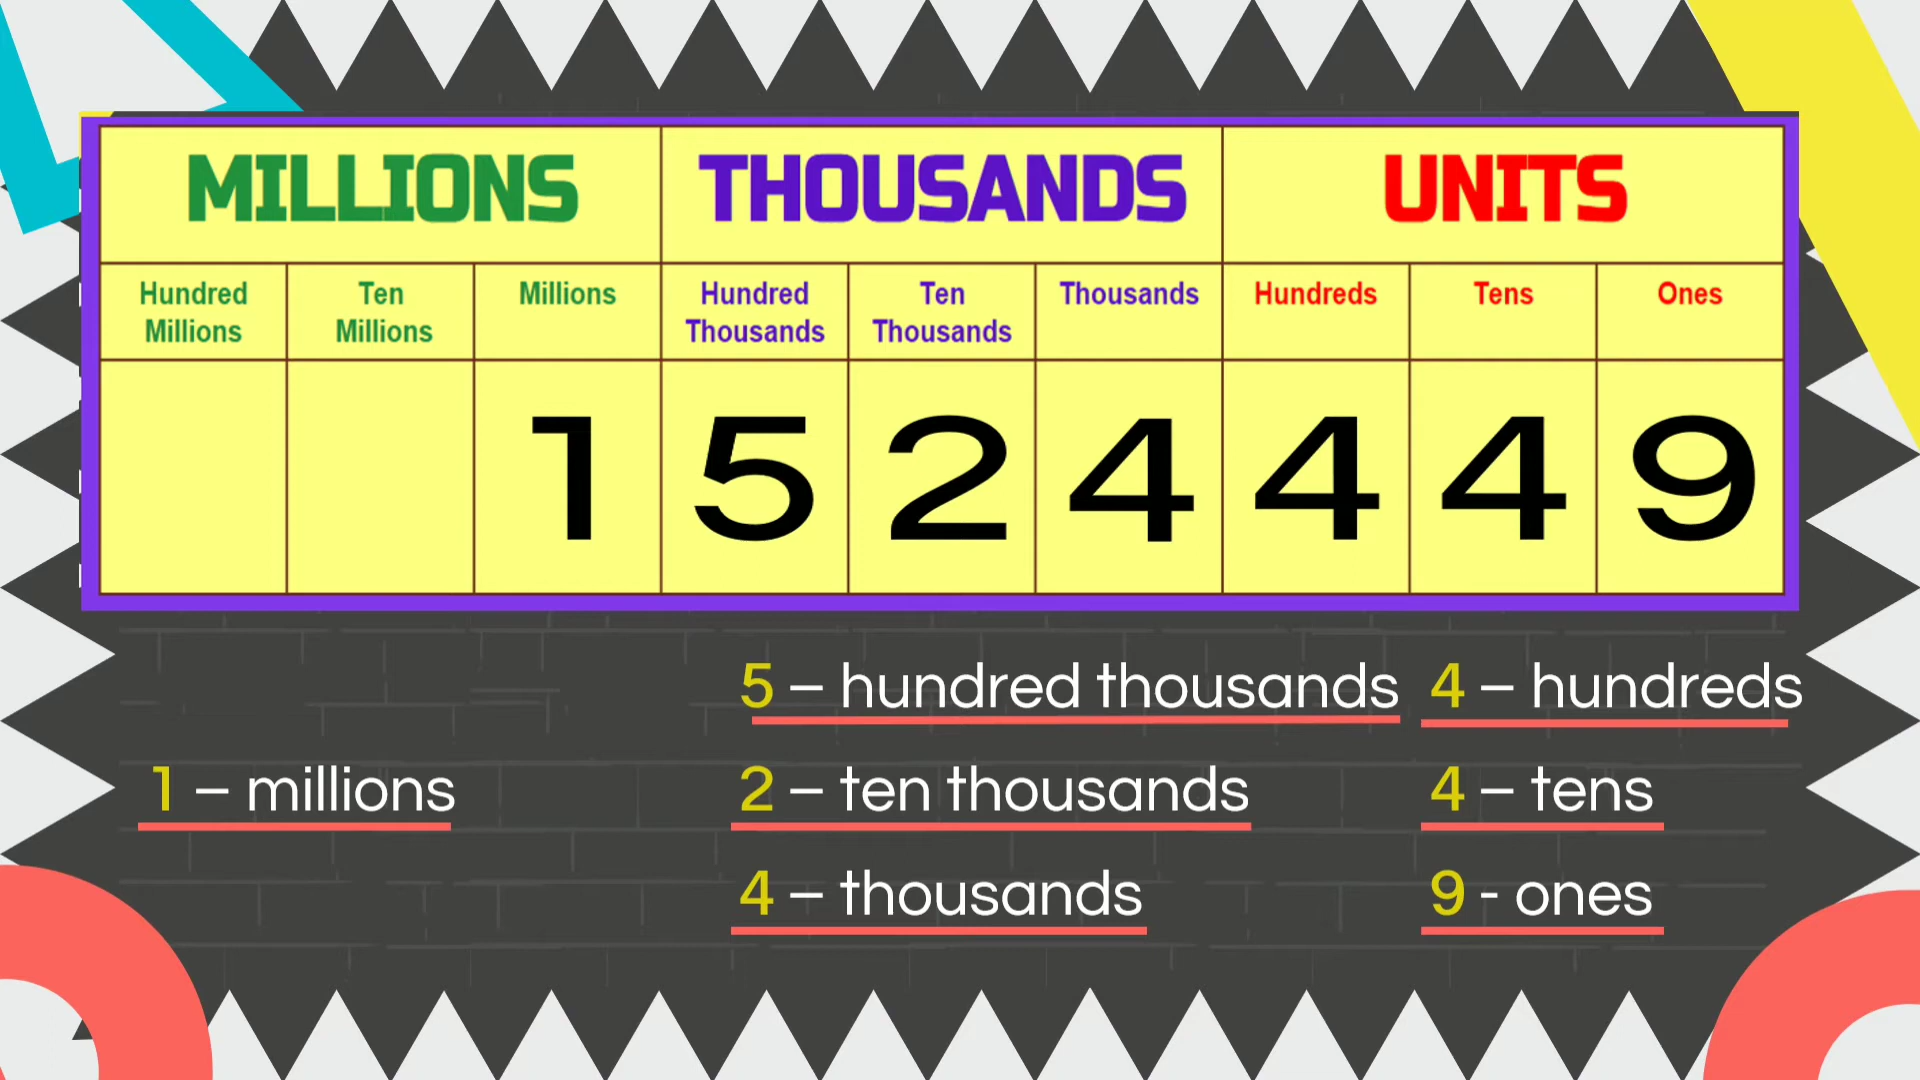 MILLIONS THOUSANDS UNITS
Hundred Millions Ten Millions Millions Hundred Thousands Ten Thousands Thousands Hundreds Tens Ones
1 5 2 4 4 4 9
5 – hundred thousands 4 – hundreds
1 – millions 2 – ten thousands 4 – tens
4 – thousands 9 - ones